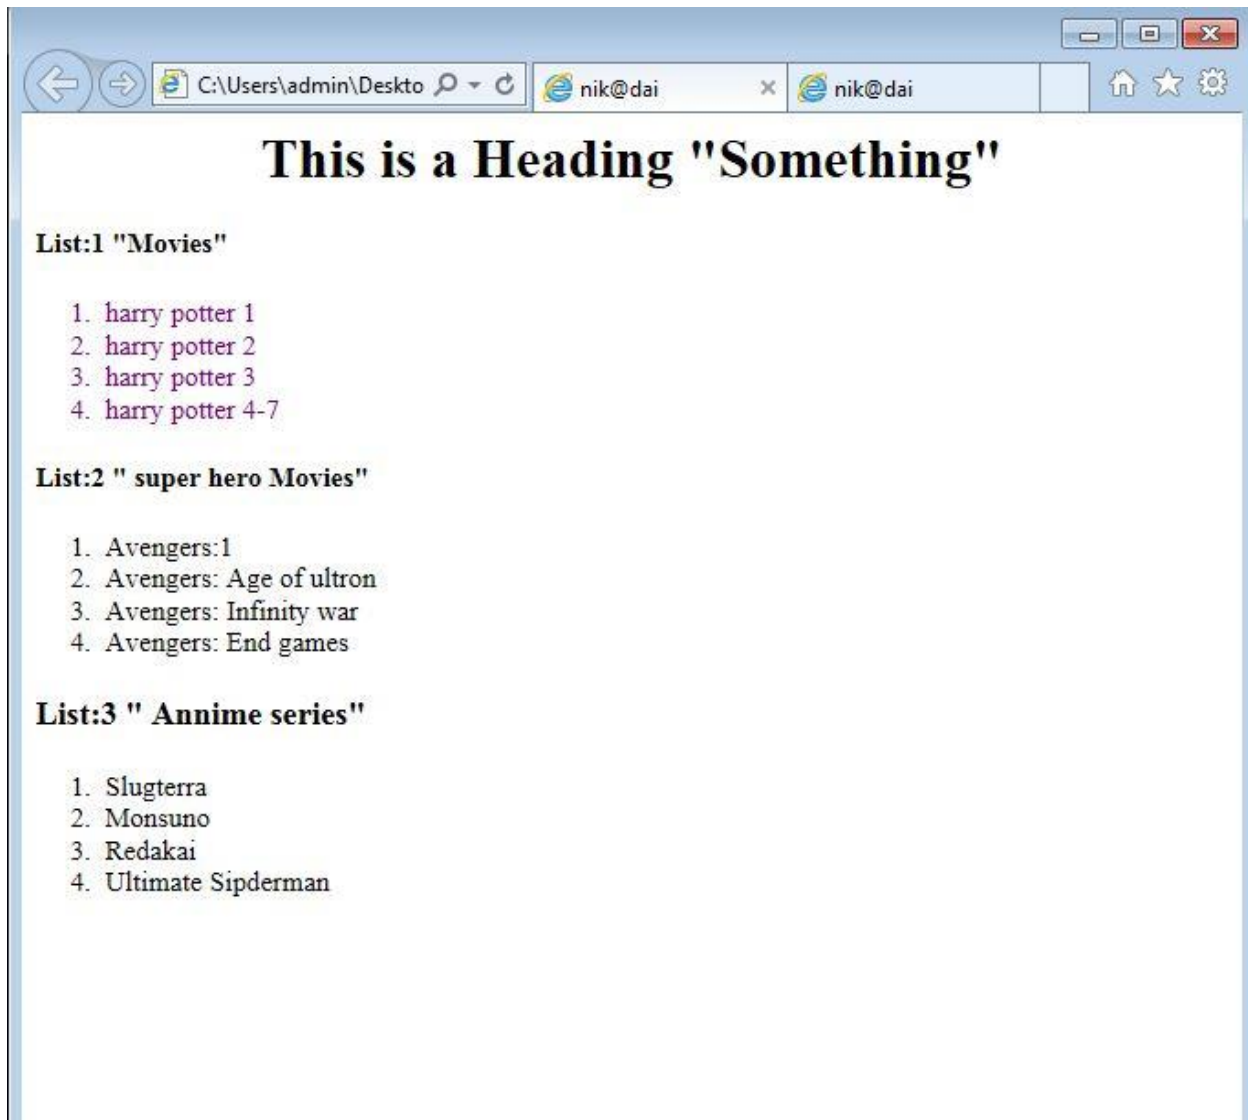 C:\Users\admin\Deskto
nik@dai
nik@dai
This is a Heading "Something"
List:1 "Movies"
1. harry potter 1
2. harry potter 2
3. harry potter 3
4. harry potter 4-7
List:2 " super hero Movies"
1. Avengers:1
2. Avengers: Age of ultron
3. Avengers: Infinity war
4. Avengers: End games
List:3 " Annime series"
1. Slugterra
2. Monsuno
3. Redakai
4. Ultimate Sipderman